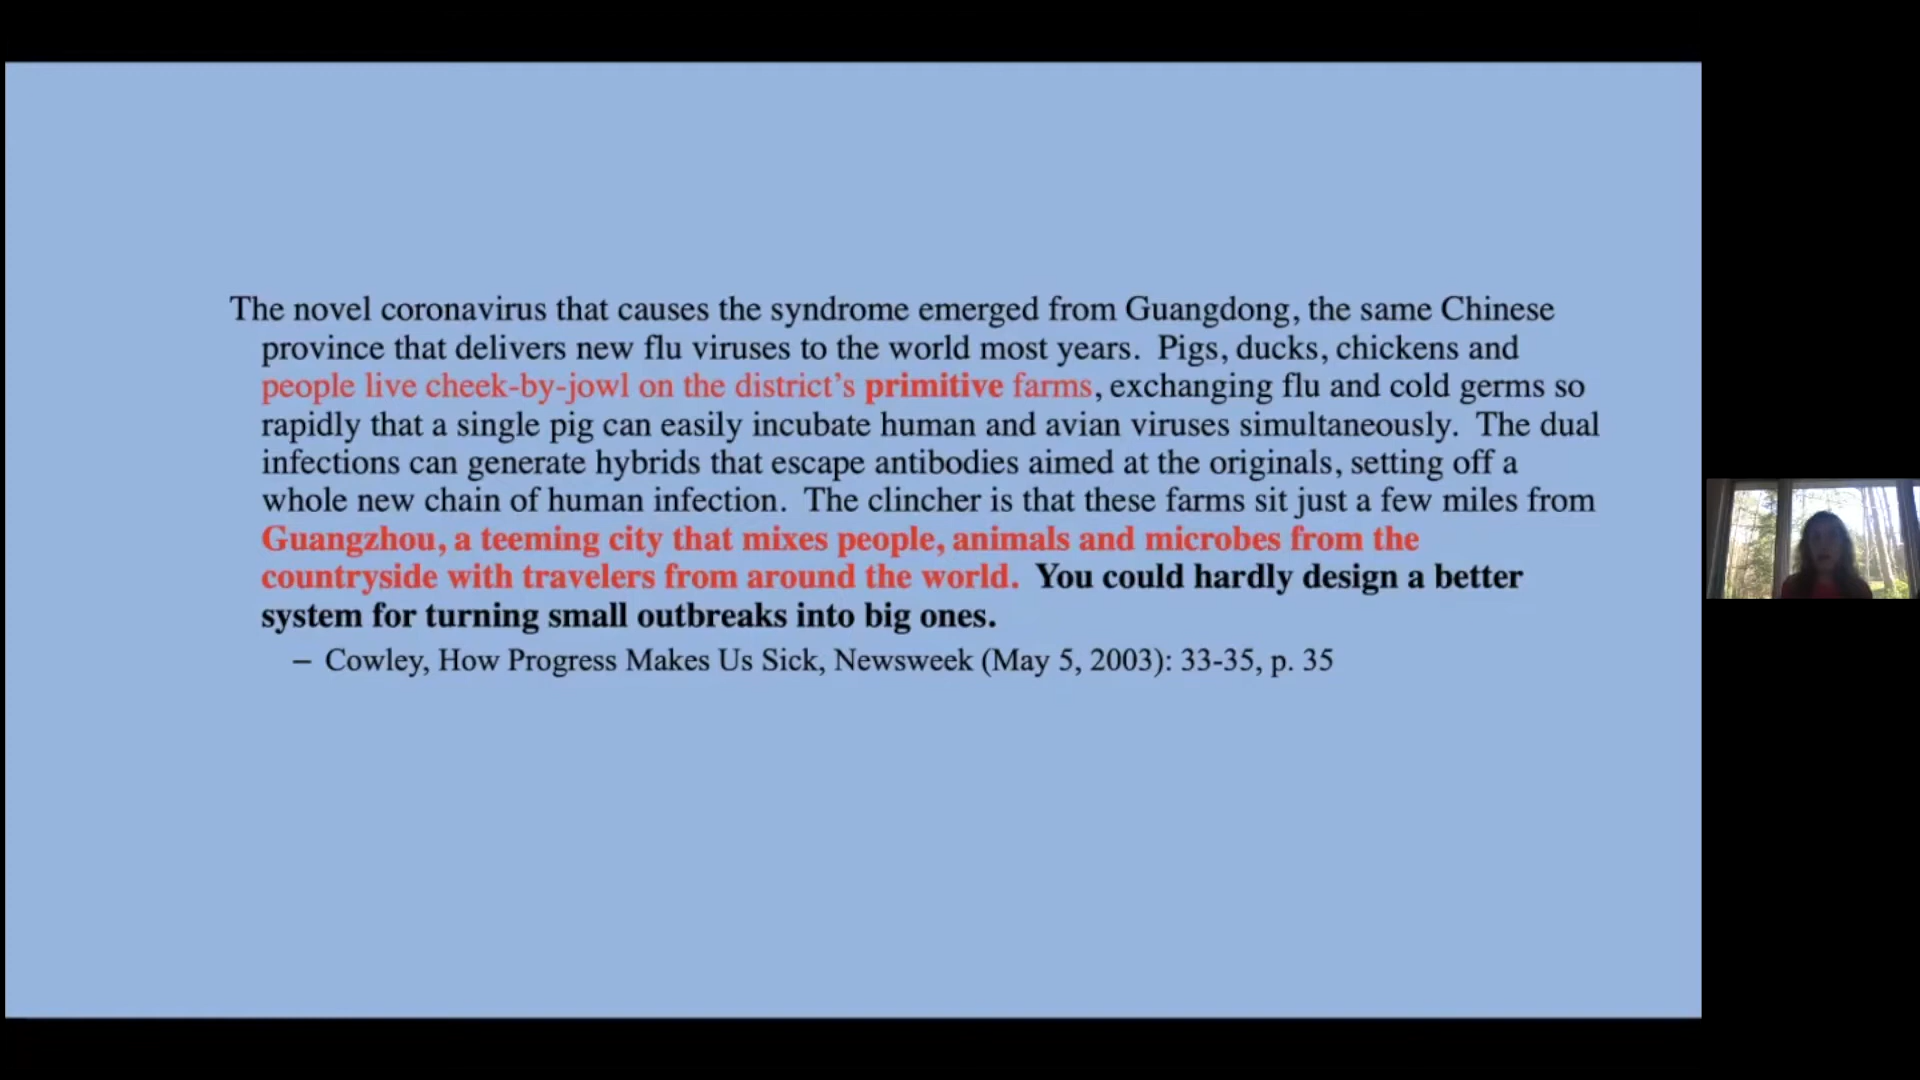 The novel coronavirus that causes the syndrome emerged from Guangdong, the same Chinese
province that delivers new flu viruses to the world most years.  Pigs, ducks, chickens and
people live cheek-by-jowl on the district’s primitive farms, exchanging flu and cold germs so
rapidly that a single pig can easily incubate human and avian viruses simultaneously.  The dual
infections can generate hybrids that escape antibodies aimed at the originals, setting off a
whole new chain of human infection.  The clincher is that these farms sit just a few miles from
Guangzhou, a teeming city that mixes people, animals and microbes from the
countryside with travelers from around the world.  You could hardly design a better
system for turning small outbreaks into big ones.
– Cowley, How Progress Makes Us Sick, Newsweek (May 5, 2003): 33-35, p. 35